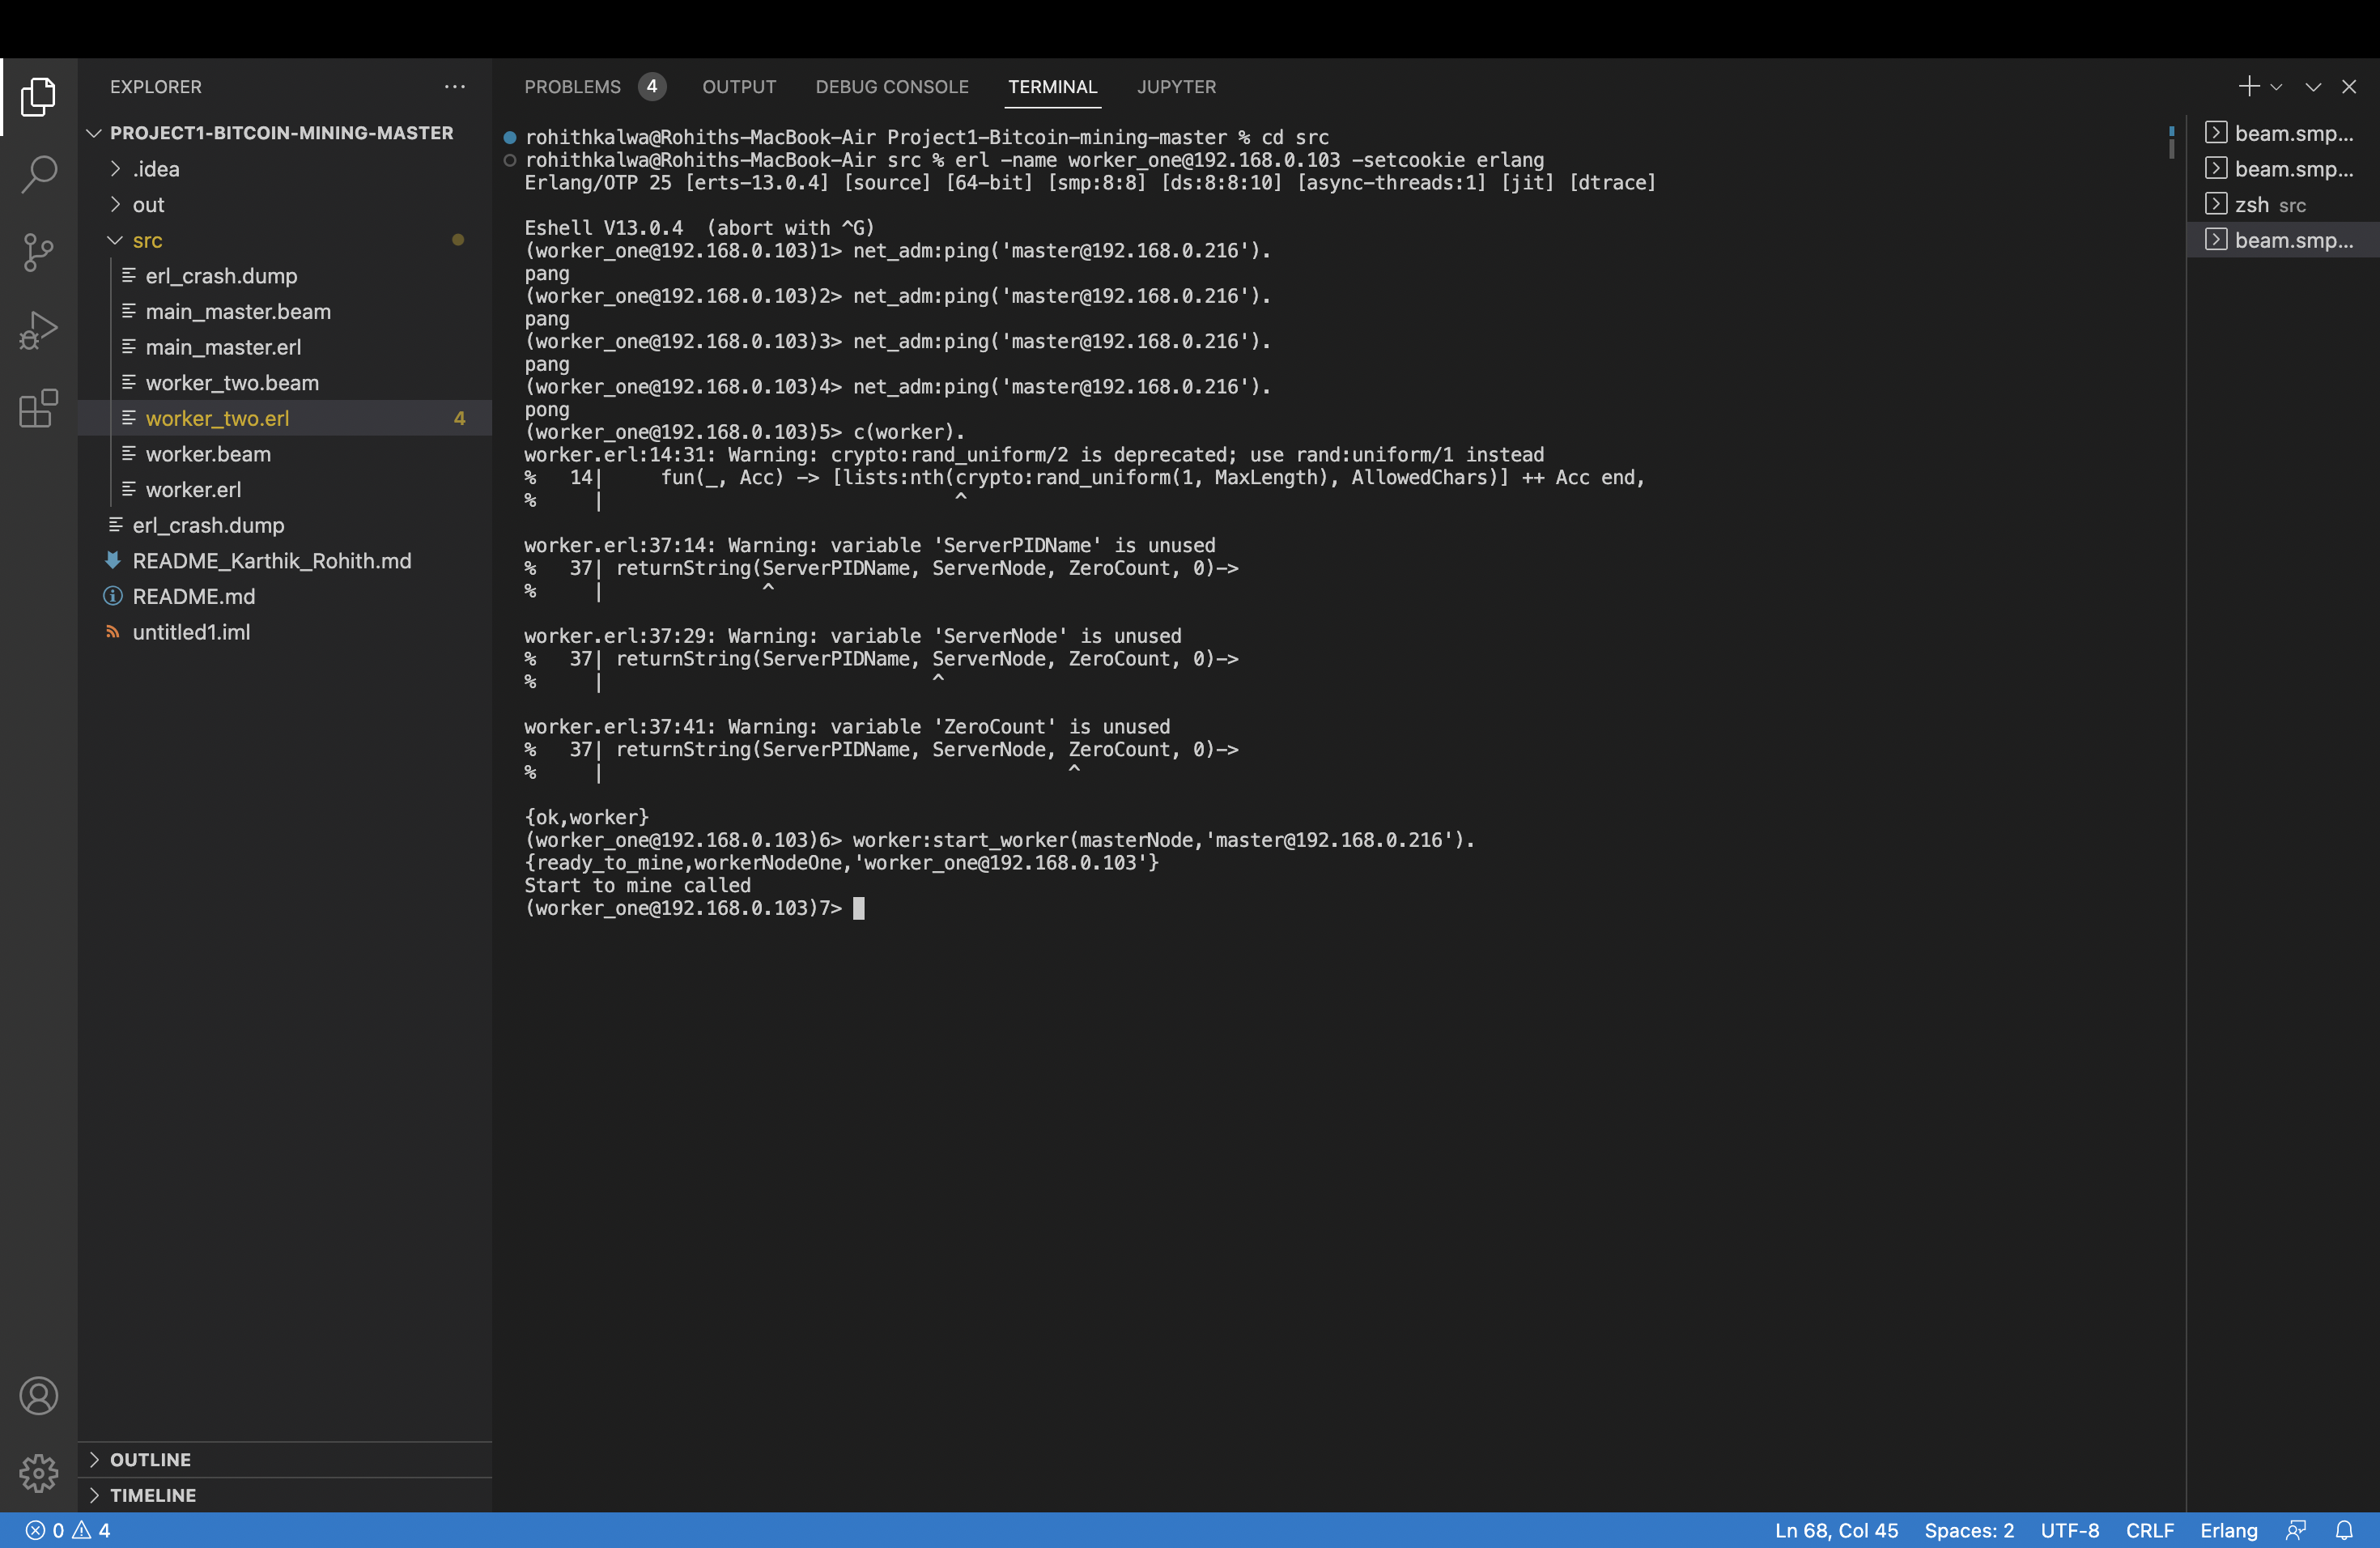 EXPLORER
PROJECT1-BITCOIN-MINING-MASTER
.idea
out
src
erl_crash.dump
main_master.beam
main_master.erl
worker_two.beam
worker_two.erl 4
worker.beam
worker.erl
erl_crash.dump
README_Karthik_Rohith.md
README.md
untitled1.iml
OUTLINE
TIMELINE
PROBLEMS 4 OUTPUT DEBUG CONSOLE TERMINAL JUPYTER
rohithkalwa@Rohiths-MacBook-Air Project1-Bitcoin-mining-master % cd src
rohithkalwa@Rohiths-MacBook-Air src % erl -name worker_one@192.168.0.103 -setcookie erlang
Erlang/OTP 25 [erts-13.0.4] [source] [64-bit] [smp:8:8] [ds:8:8:10] [async-threads:1] [jit] [dtrace]
Eshell V13.0.4  (abort with ^G)
(worker_one@192.168.0.103)1> net_adm:ping('master@192.168.0.216').
pang
(worker_one@192.168.0.103)2> net_adm:ping('master@192.168.0.216').
pang
(worker_one@192.168.0.103)3> net_adm:ping('master@192.168.0.216').
pang
(worker_one@192.168.0.103)4> net_adm:ping('master@192.168.0.216').
pong
(worker_one@192.168.0.103)5> c(worker).
worker.erl:14:31: Warning: crypto:rand_uniform/2 is deprecated; use rand:uniform/1 instead
%   14|     fun(_, Acc) -> [lists:nth(crypto:rand_uniform(1, MaxLength), AllowedChars)] ++ Acc end,
%     |                               ^
worker.erl:37:14: Warning: variable 'ServerPIDName' is unused
%   37| returnString(ServerPIDName, ServerNode, ZeroCount, 0)->
%     |              ^
worker.erl:37:29: Warning: variable 'ServerNode' is unused
%   37| returnString(ServerPIDName, ServerNode, ZeroCount, 0)->
%     |                             ^
worker.erl:37:41: Warning: variable 'ZeroCount' is unused
%   37| returnString(ServerPIDName, ServerNode, ZeroCount, 0)->
%     |                                         ^
{ok,worker}
(worker_one@192.168.0.103)6> worker:start_worker(masterNode,'master@192.168.0.216').
{ready_to_mine,workerNodeOne,'worker_one@192.168.0.103'}
Start to mine called
(worker_one@192.168.0.103)7>
beam.smp...
beam.smp...
zsh src
beam.smp...
0 4 Ln 68, Col 45 Spaces: 2 UTF-8 CRLF Erlang